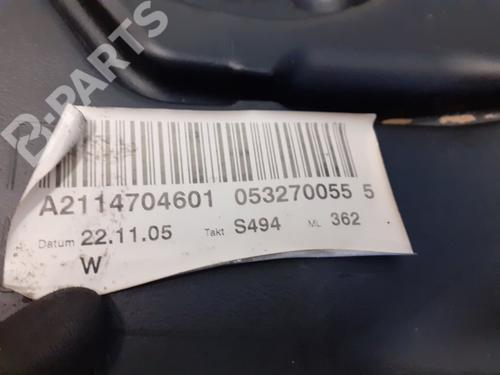 B-PARTS
A2114704601 053270055 5
Datum 22.11.05 Takt S494 ML 362
W